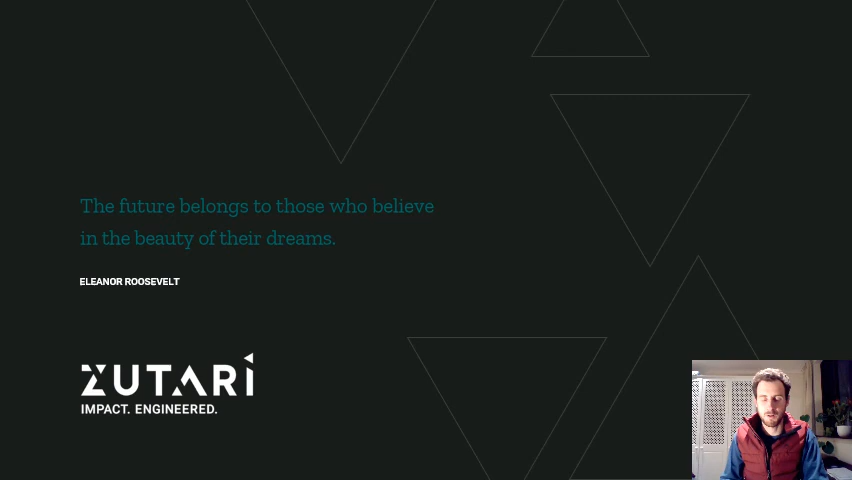 The future belongs to those who believe
in the beauty of their dreams.
ELEANOR ROOSEVELT
ZUTARI
IMPACT. ENGINEERED.